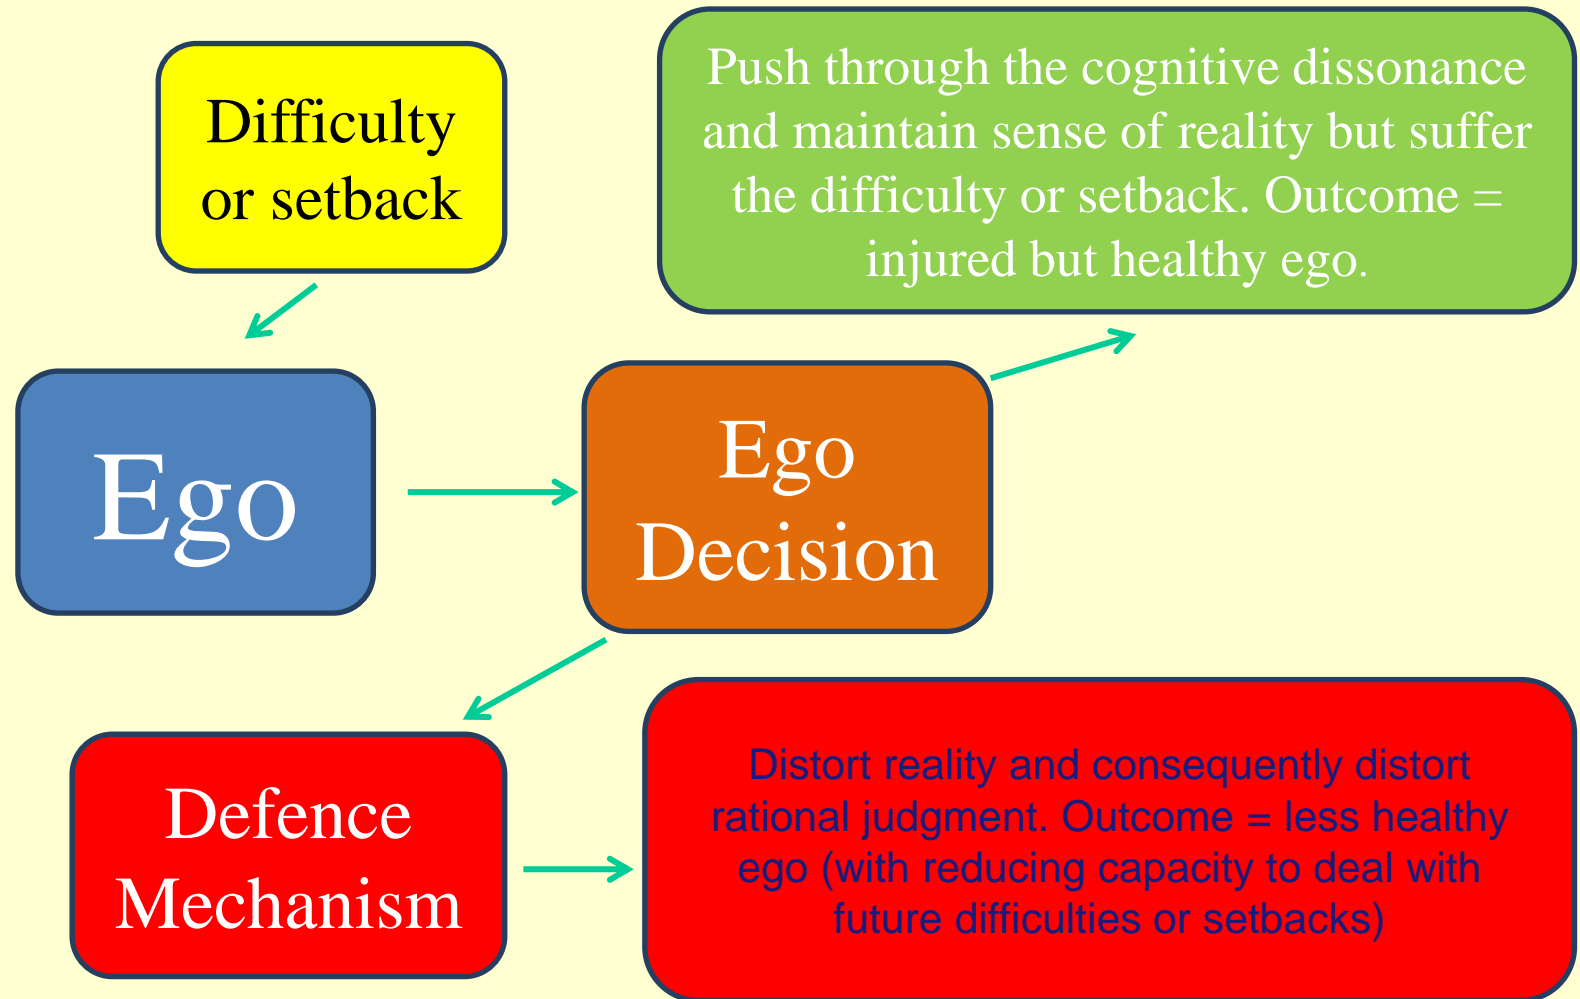 Difficulty
or setback
Push through the cognitive dissonance
and maintain sense of reality but suffer
the difficulty or setback. Outcome =
injured but healthy ego.
Ego
Ego
Decision
Defence
Mechanism
Distort reality and consequently distort
rational judgment. Outcome = less healthy
ego (with reducing capacity to deal with
future difficulties or setbacks)